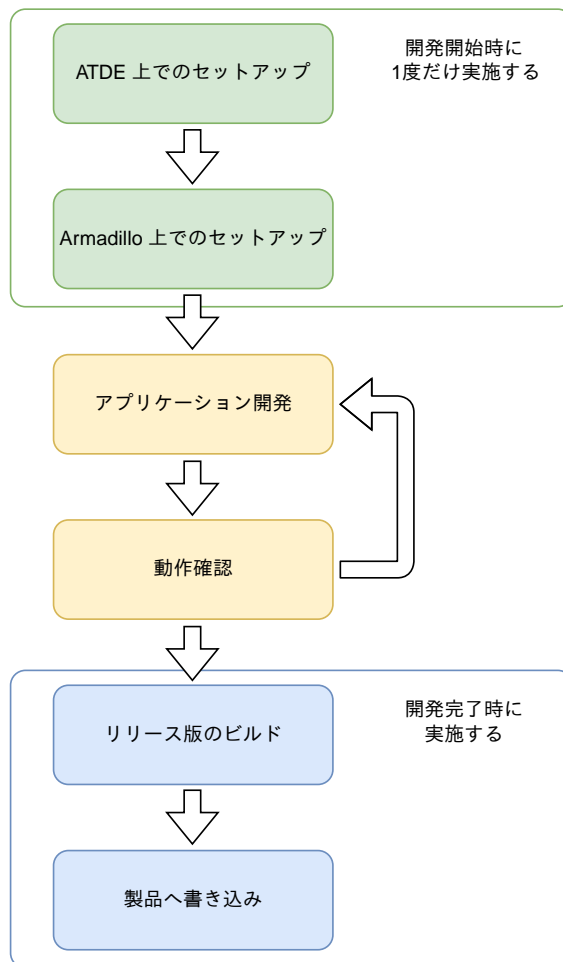 ATDE 上でのセットアップ
開発開始時に
1度だけ実施する
Armadillo 上でのセットアップ
アプリケーション開発
動作確認
リリース版のビルド
開発完了時に
実施する
製品へ書き込み